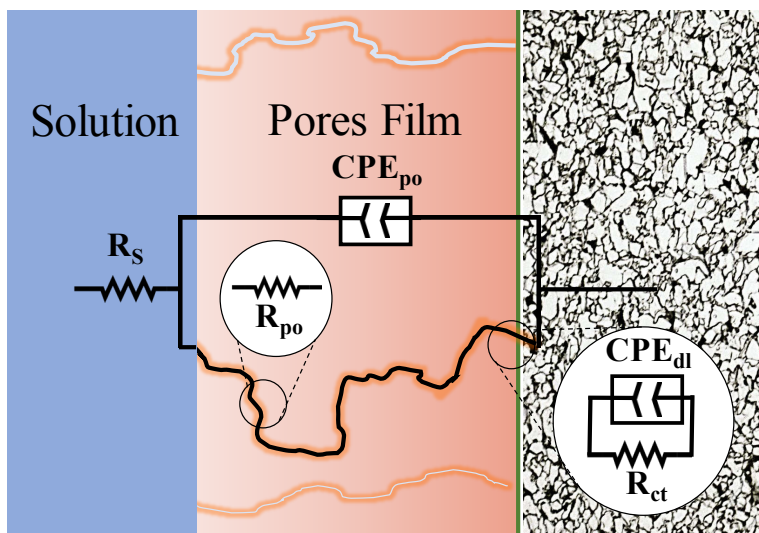 Solution
Pores Film
CPEpo
RS
Rpo
CPEdl
Rct